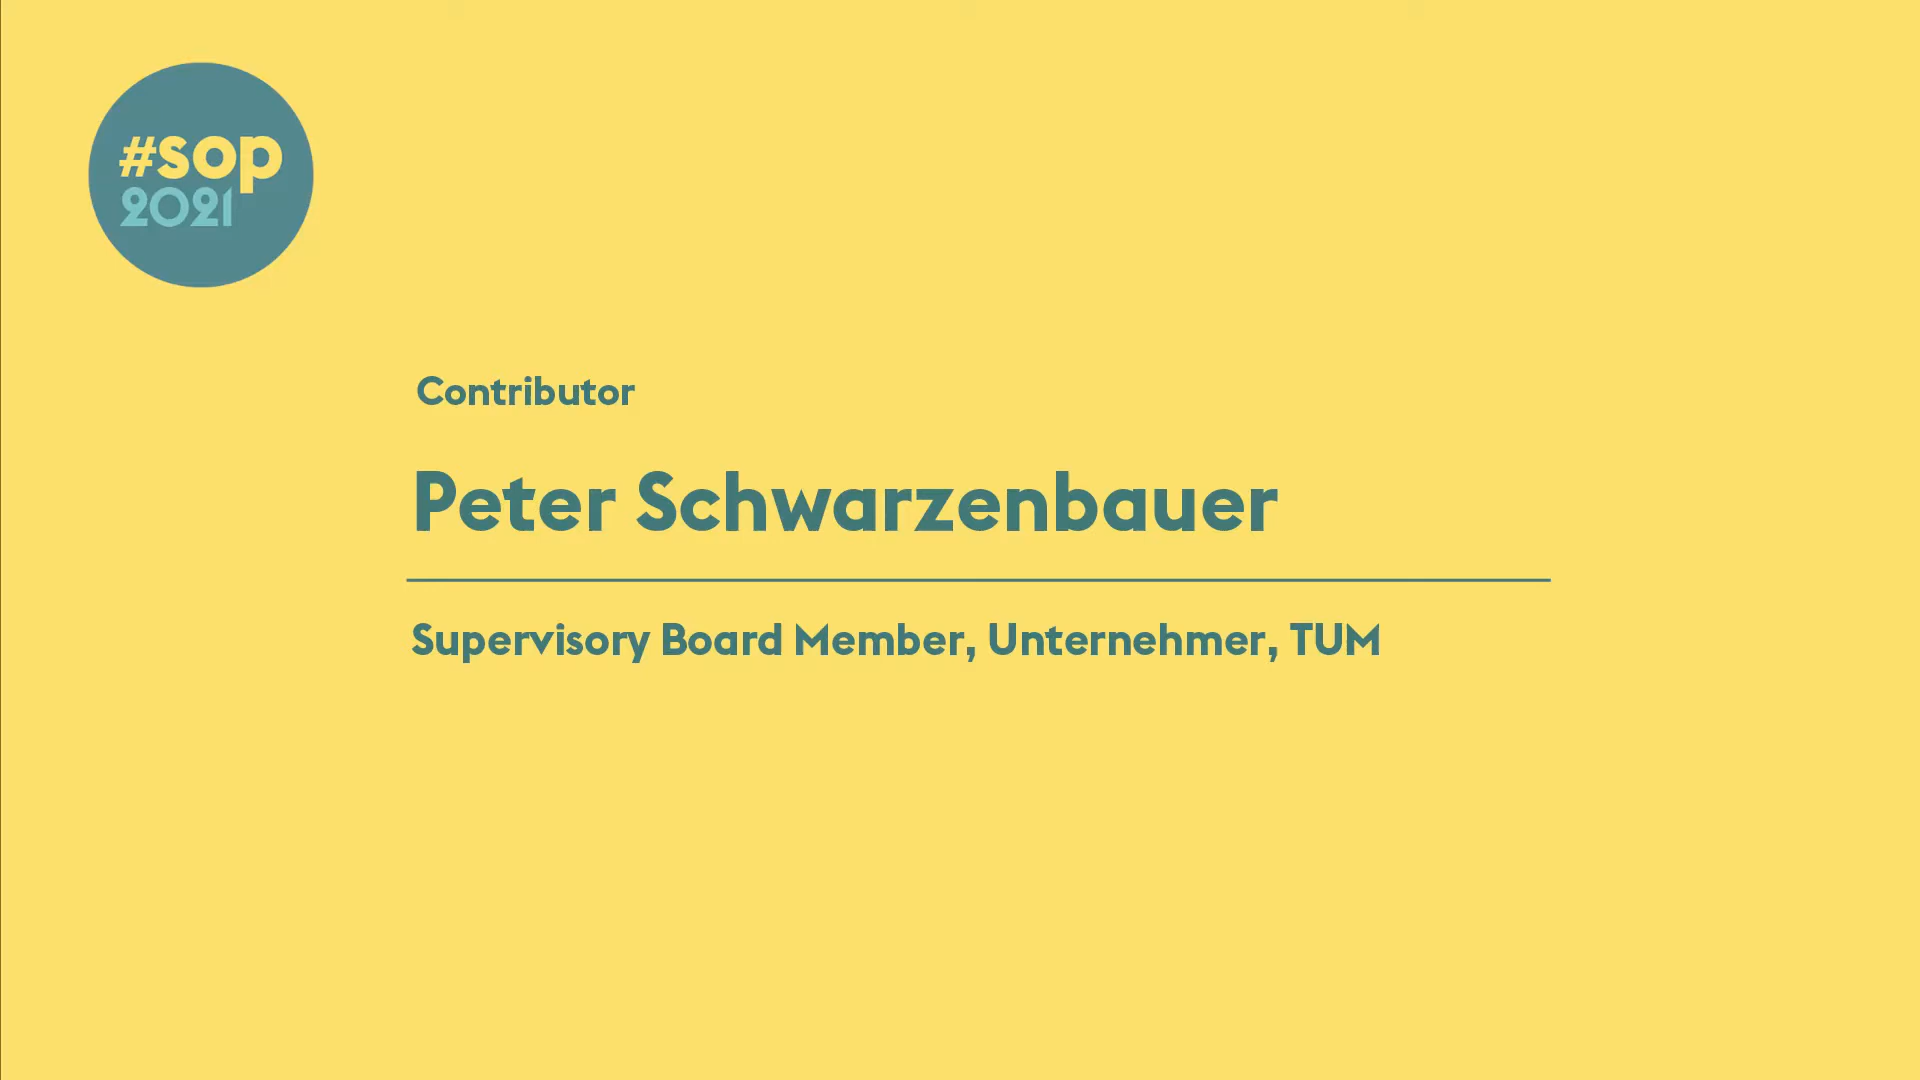 #sop
2021
Contributor
Peter Schwarzenbauer
Supervisory Board Member, Unternehmer, TUM